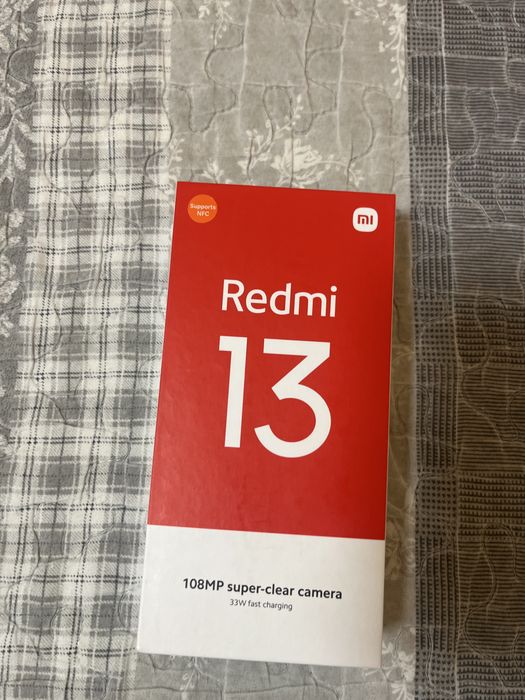 Supports
NFC
mi
Redmi
13
108MP super-clear camera
33W fast charging